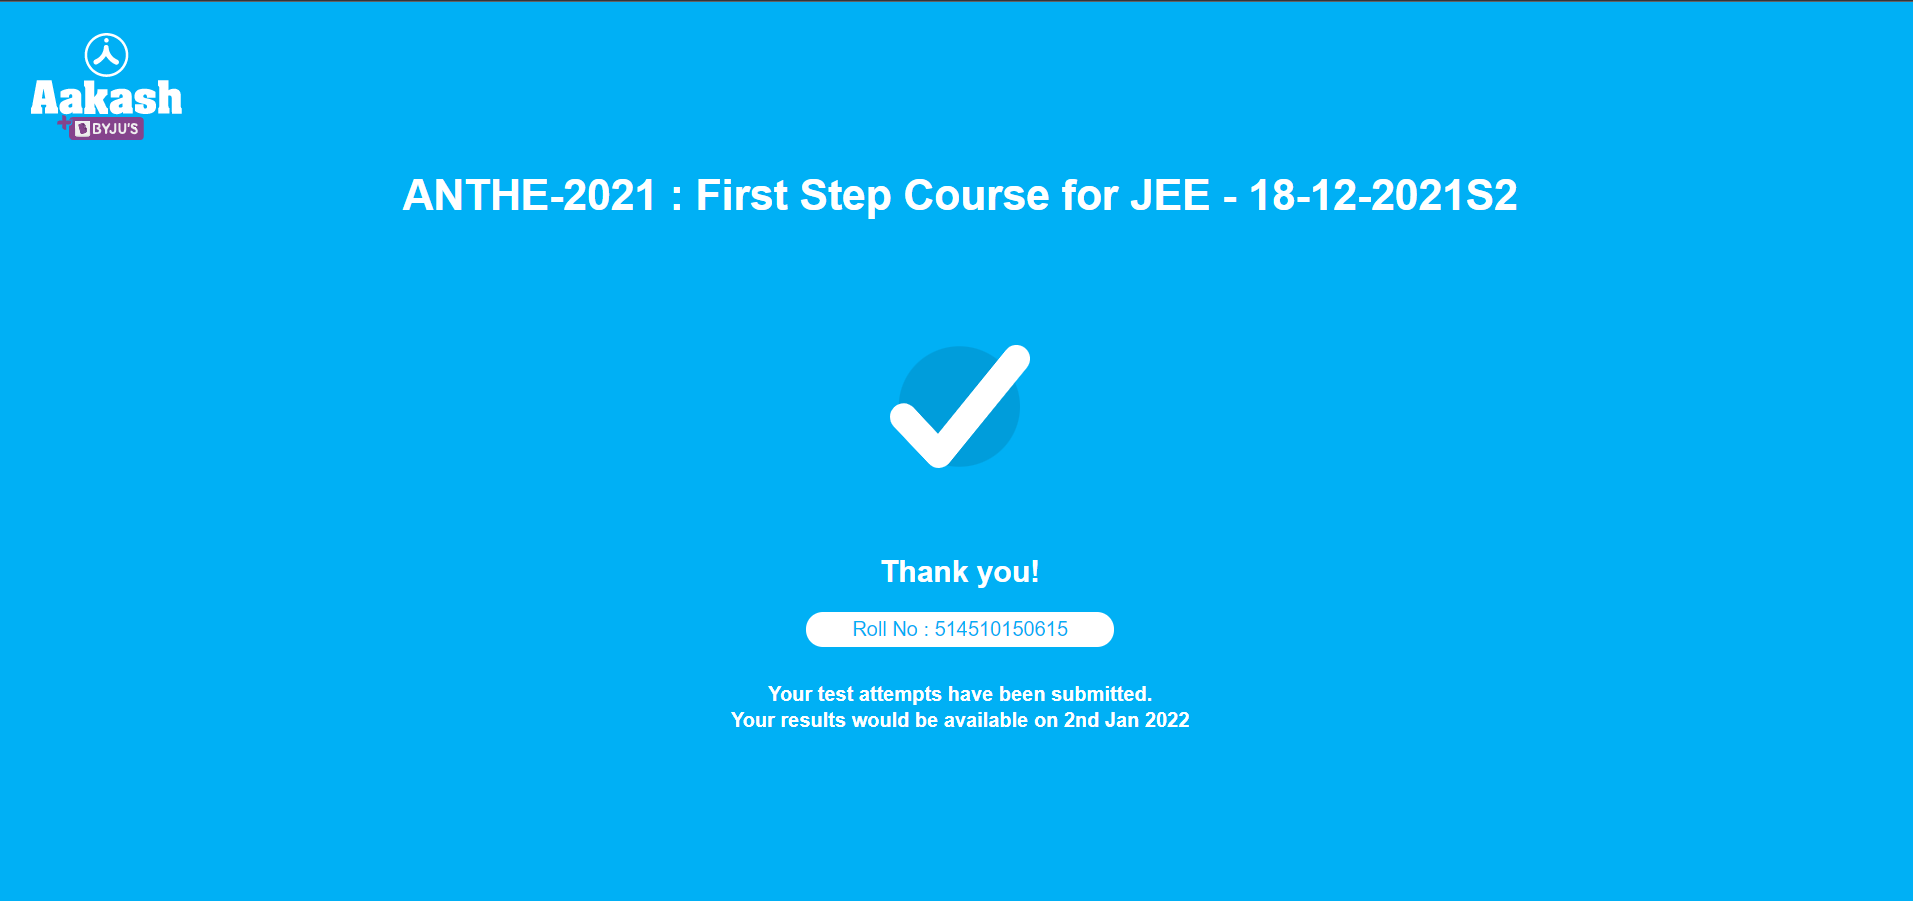 Aakash
+ BYJU'S
ANTHE-2021 : First Step Course for JEE - 18-12-2021S2
Thank you!
Roll No : 514510150615
Your test attempts have been submitted.
Your results would be available on 2nd Jan 2022